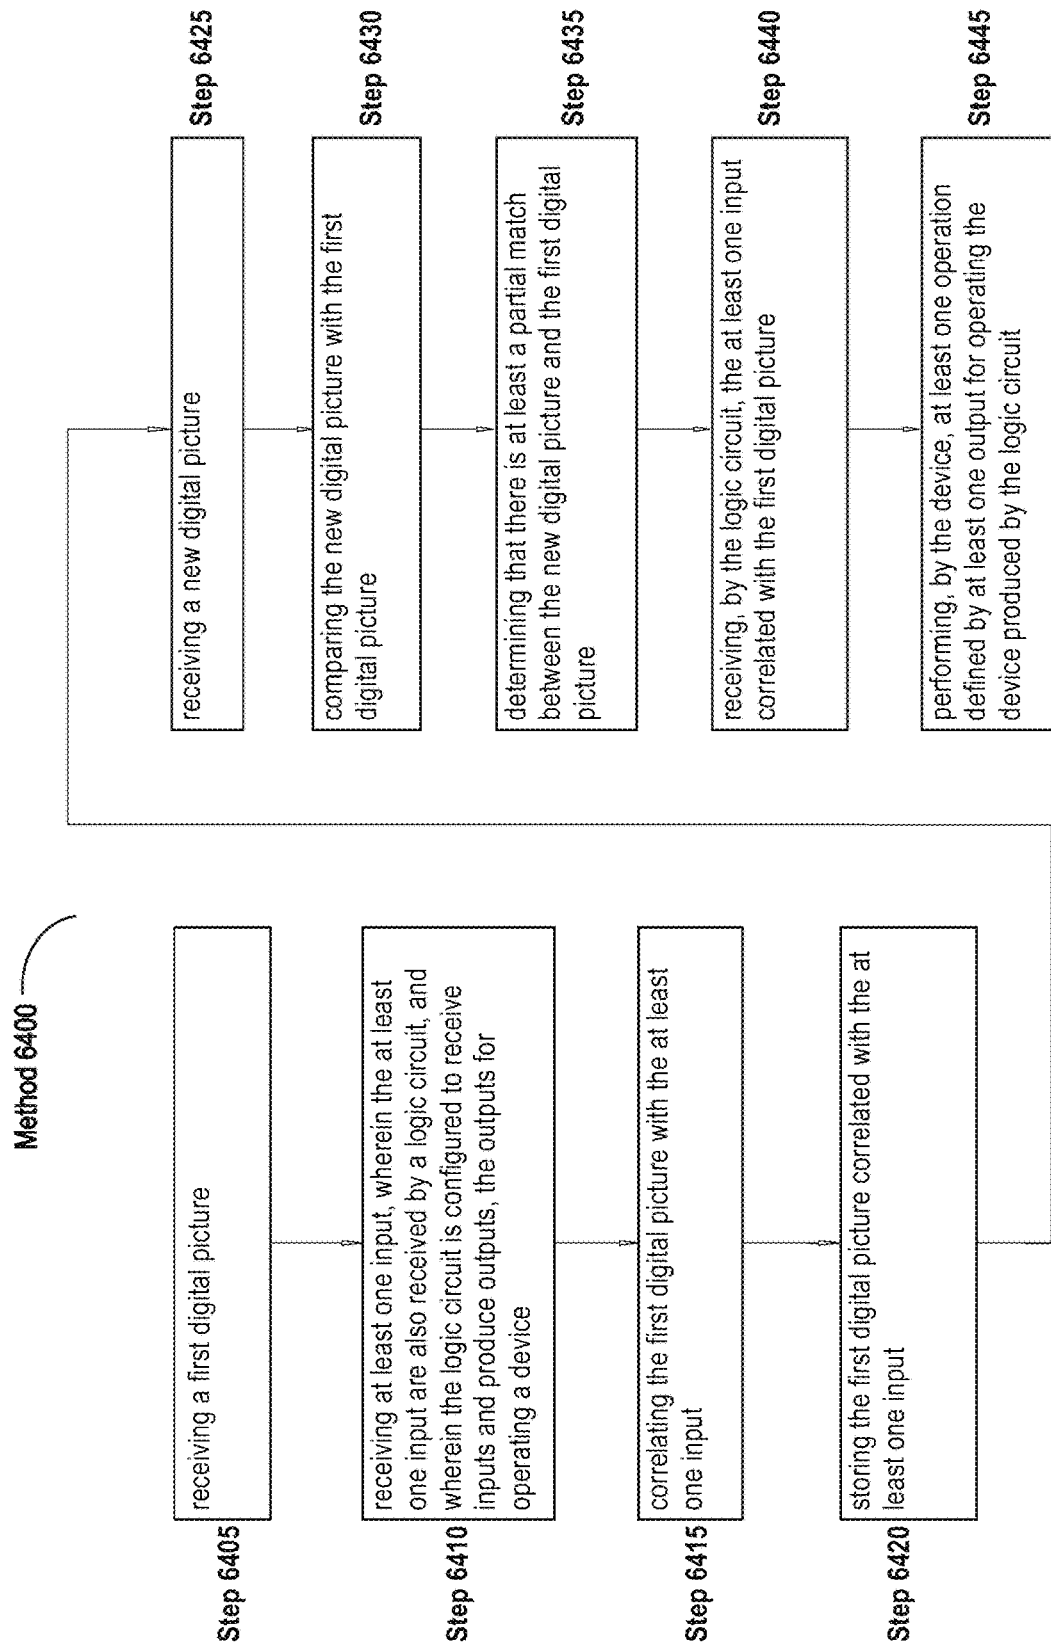 Method 6400
Step 6405
receiving a first digital picture
Step 6410
receiving at least one input, wherein the at least
one input are also received by a logic circuit, and
wherein the logic circuit is configured to receive
inputs and produce outputs, the outputs for
operating a device
Step 6415
correlating the first digital picture with the at least
one input
Step 6420
storing the first digital picture correlated with the at
least one input
receiving a new digital picture
Step 6425
comparing the new digital picture with the first
digital picture
Step 6430
determining that there is at least a partial match
between the new digital picture and the first digital
picture
Step 6435
receiving, by the logic circuit, the at least one input
correlated with the first digital picture
Step 6440
performing, by the device, at least one operation
defined by at least one output for operating the
device produced by the logic circuit
Step 6445